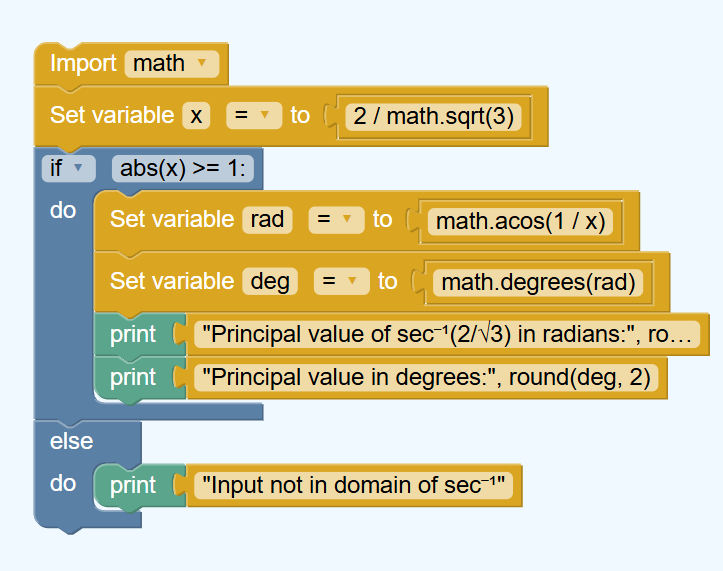 Import math
Set variable x = to 2 / math.sqrt(3)
if abs(x) >= 1:
do
Set variable rad = to math.acos(1 / x)
Set variable deg = to math.degrees(rad)
print "Principal value of sec⁻¹(2/√3) in radians:", ro…
print "Principal value in degrees:", round(deg, 2)
else
do print "Input not in domain of sec⁻¹"